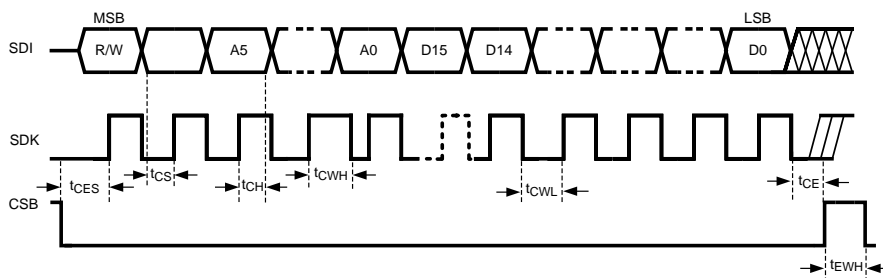 MSB LSB
SDI R/W A5 A0 D15 D14 D0
SDK
tCES tCS tCH tCWH tCWL tCE
CSB
tEWH